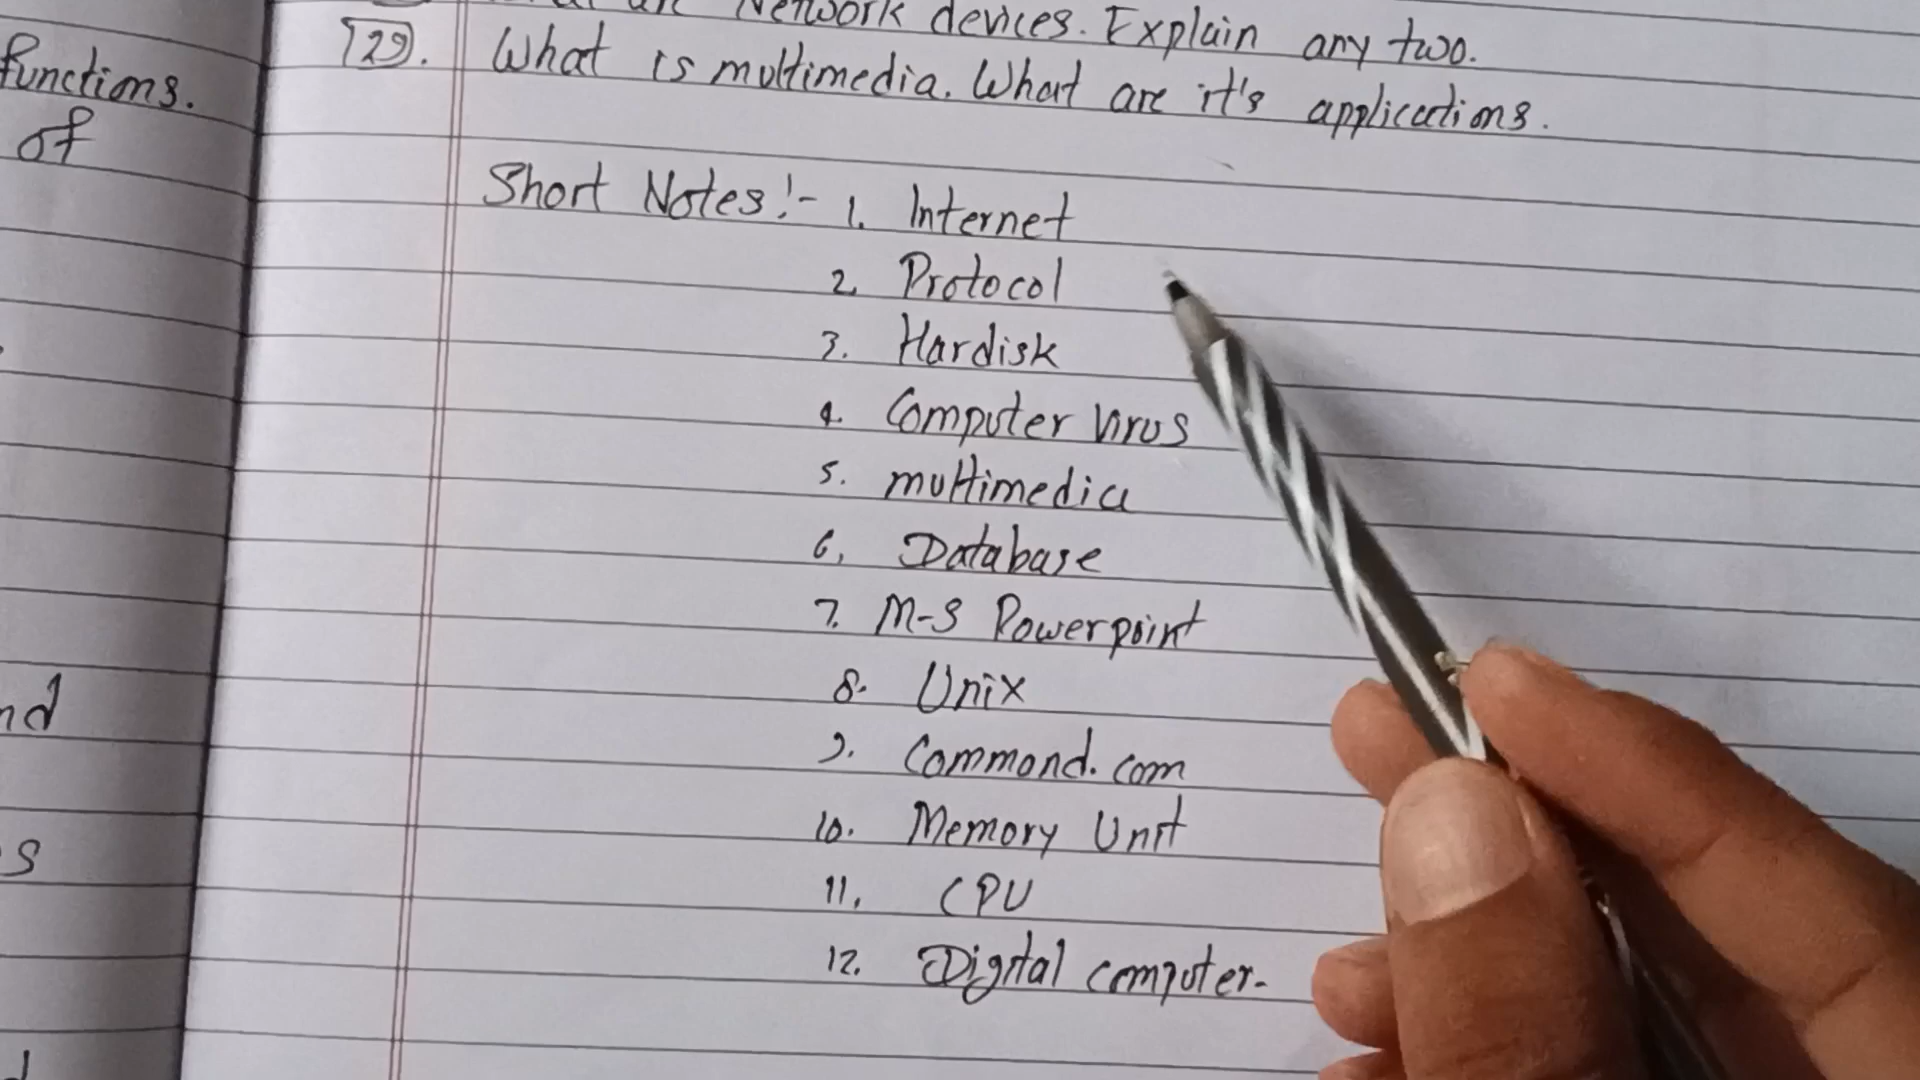 Network devices. Explain any two.
29. What is multimedia. What are it's applications.
functions.
of
Short Notes:- 1. Internet
2. Protocol
3. Hardisk
4. Computer Virus
5. multimedia
6. Database
7. M-S Powerpoint
8. Unix
9. Commond.com
10. Memory Unit
11. CPU
12. Digital computer.
nd
s
d